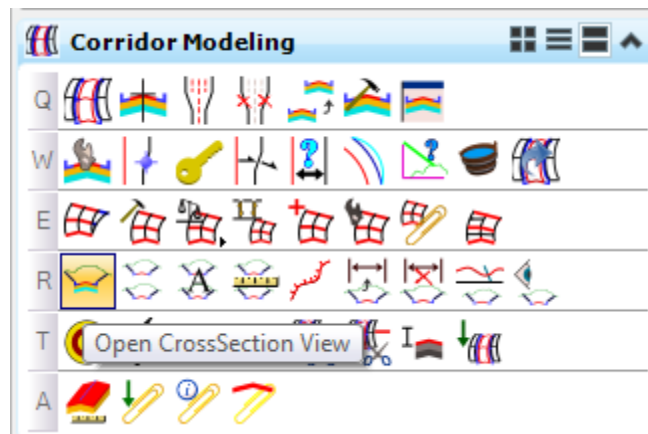 Corridor Modeling
Q
W
E
R
A
T
Open CrossSection View
I
A